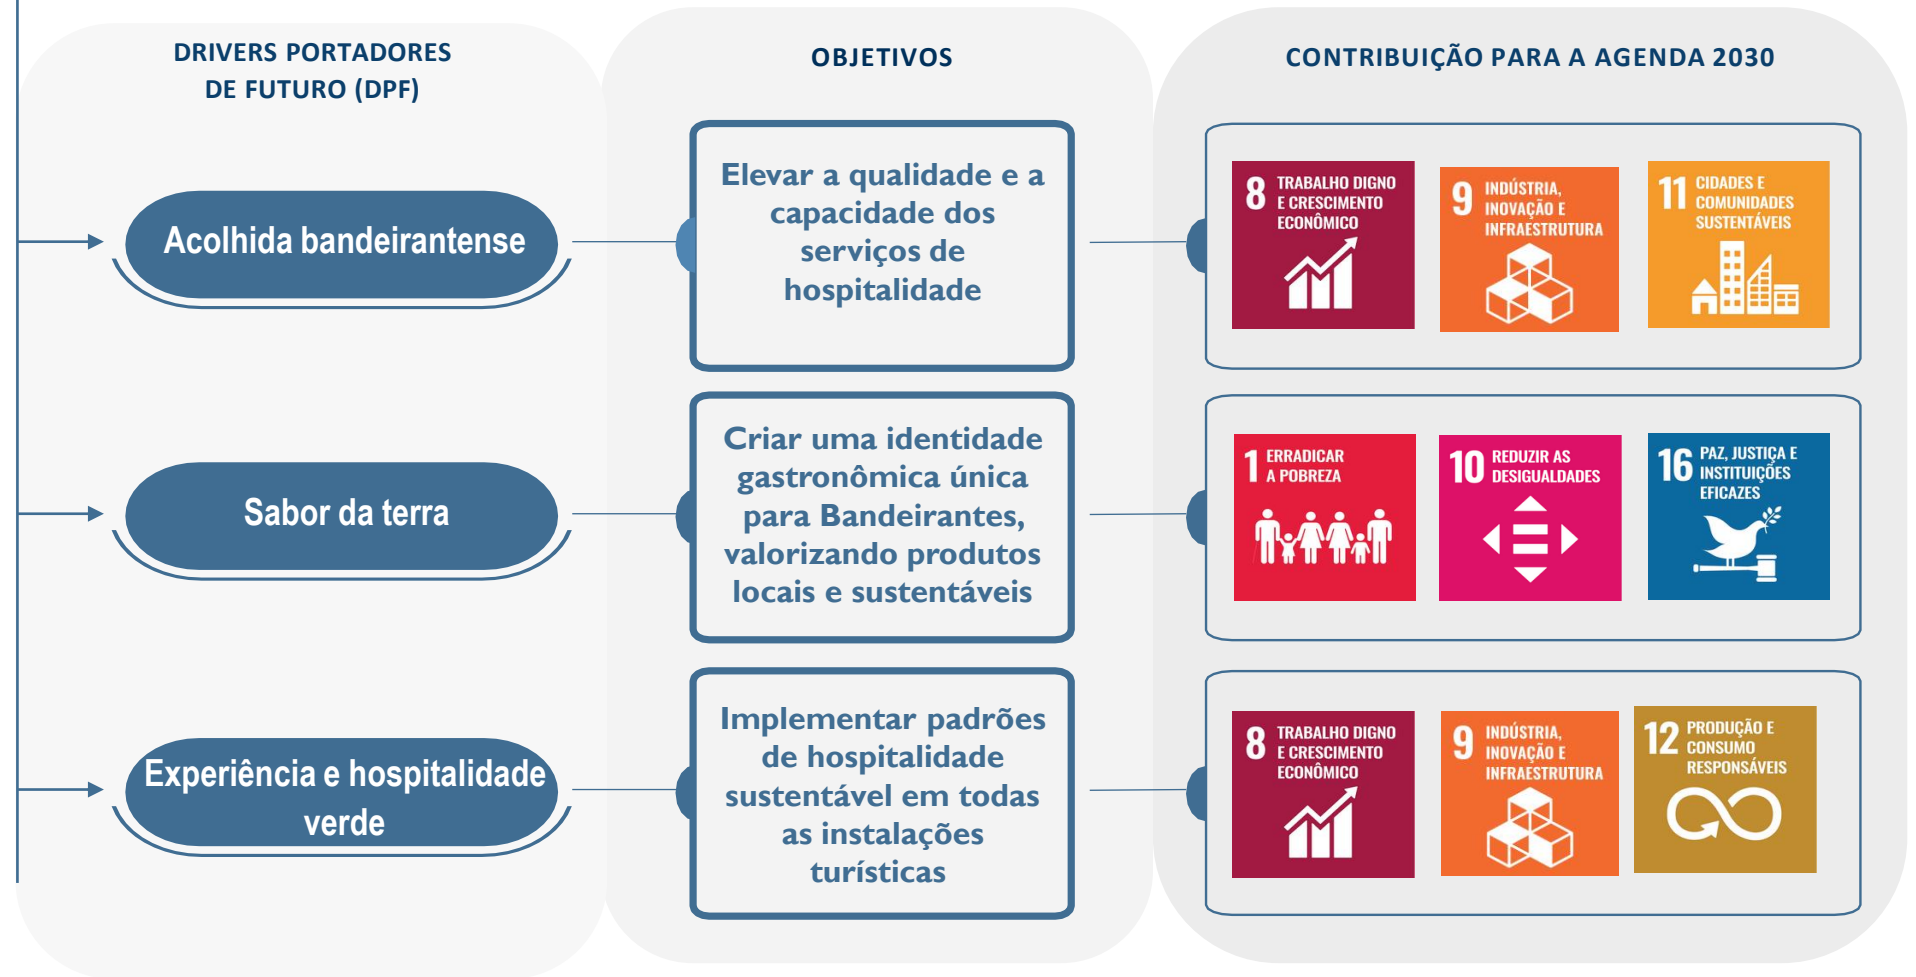 DRIVERS PORTADORES
DE FUTURO (DPF)
OBJETIVOS
CONTRIBUIÇÃO PARA A AGENDA 2030
Acolhida bandeirantense
Elevar a qualidade e a
capacidade dos
serviços de
hospitalidade
8 TRABALHO DIGNO
E CRESCIMENTO
ECONÔMICO
9 INDÚSTRIA,
INOVAÇÃO E
INFRAESTRUTURA
11 CIDADES E
COMUNIDADES
SUSTENTÁVEIS
Sabor da terra
Criar uma identidade
gastronômica única
para Bandeirantes,
valorizando produtos
locais e sustentáveis
1 ERRADICAR
A POBREZA
10 REDUZIR AS
DESIGUALDADES
16 PAZ, JUSTIÇA E
INSTITUIÇÕES
EFICAZES
Experiência e hospitalidade
verde
Implementar padrões
de hospitalidade
sustentável em todas
as instalações
turísticas
8 TRABALHO DIGNO
E CRESCIMENTO
ECONÔMICO
9 INDÚSTRIA,
INOVAÇÃO E
INFRAESTRUTURA
12 PRODUÇÃO E
CONSUMO
RESPONSÁVEIS